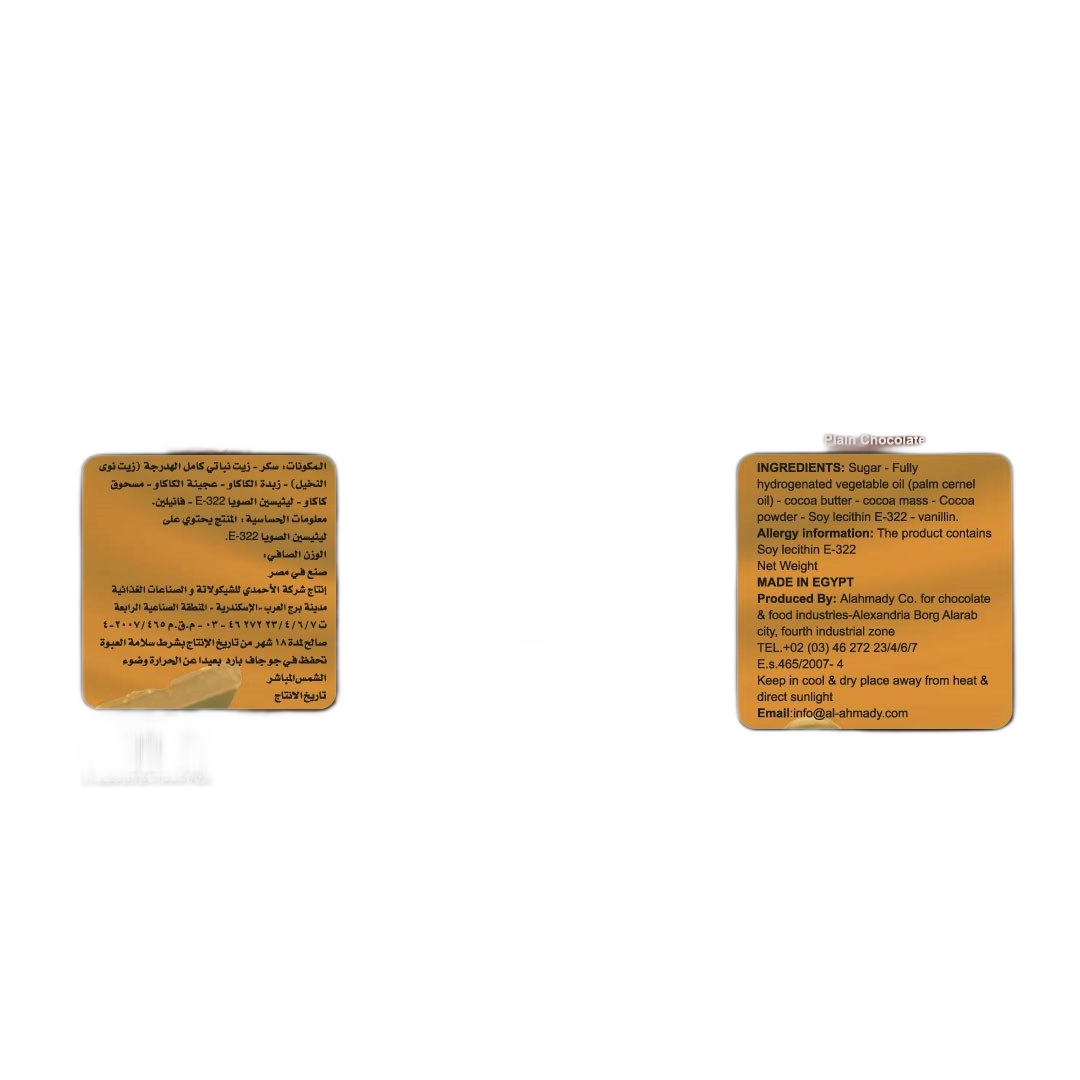 المكونات: سكر - زيت نباتي كامل الهدرجة (زيت نوى
النخيل) - زبدة الكاكاو - عجينة الكاكاو - مسحوق
كاكاو - ليثيسين الصويا E-322 - فانيلين.
معلومات الحساسية: المنتج يحتوي على
ليثيسين الصويا E-322.
الوزن الصافي:
صنع في مصر
إنتاج شركة الأحمدي للشيكولاتة و الصناعات الغذائية
مدينة برج العرب-الإسكندرية - المنطقة الصناعية الرابعة
ت ٢٣/٤/٦/٧ ٢٧٢ ٤٦ ٠٣ - م.ق.م ٤٦٥ /٢٠٠٧-٤
صالح لمدة ١٨ شهر من تاريخ الإنتاج بشرط سلامة العبوة
تحفظ في جو جاف بارد بعيدا عن الحرارة وضوء
الشمس المباشر
تاريخ الانتاج
Plain Chocolate
INGREDIENTS: Sugar - Fully
hydrogenated vegetable oil (palm cernel
oil) - cocoa butter - cocoa mass - Cocoa
powder - Soy lecithin E-322 - vanillin.
Allergy information: The product contains
Soy lecithin E-322
Net Weight
MADE IN EGYPT
Produced By: Alahmady Co. for chocolate
& food industries-Alexandria Borg Alarab
city, fourth industrial zone
TEL.+02 (03) 46 272 23/4/6/7
E.s.465/2007- 4
Keep in cool & dry place away from heat &
direct sunlight
Email:info@al-ahmady.com